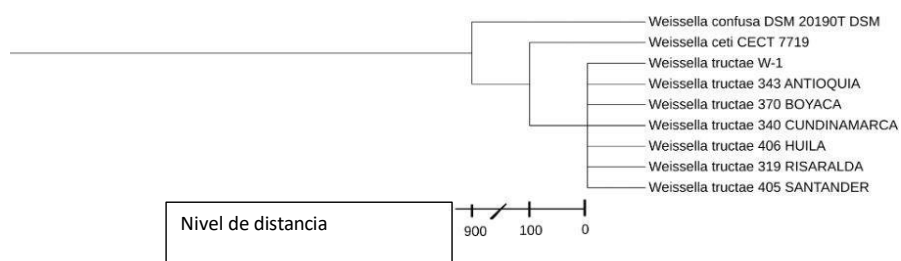 Weissella confusa DSM 20190T DSM
Weissella ceti CECT 7719
Weissella tructae W-1
Weissella tructae 343 ANTIOQUIA
Weissella tructae 370 BOYACA
Weissella tructae 340 CUNDINAMARCA
Weissella tructae 406 HUILA
Weissella tructae 319 RISARALDA
Weissella tructae 405 SANTANDER
Nivel de distancia
900 100 0